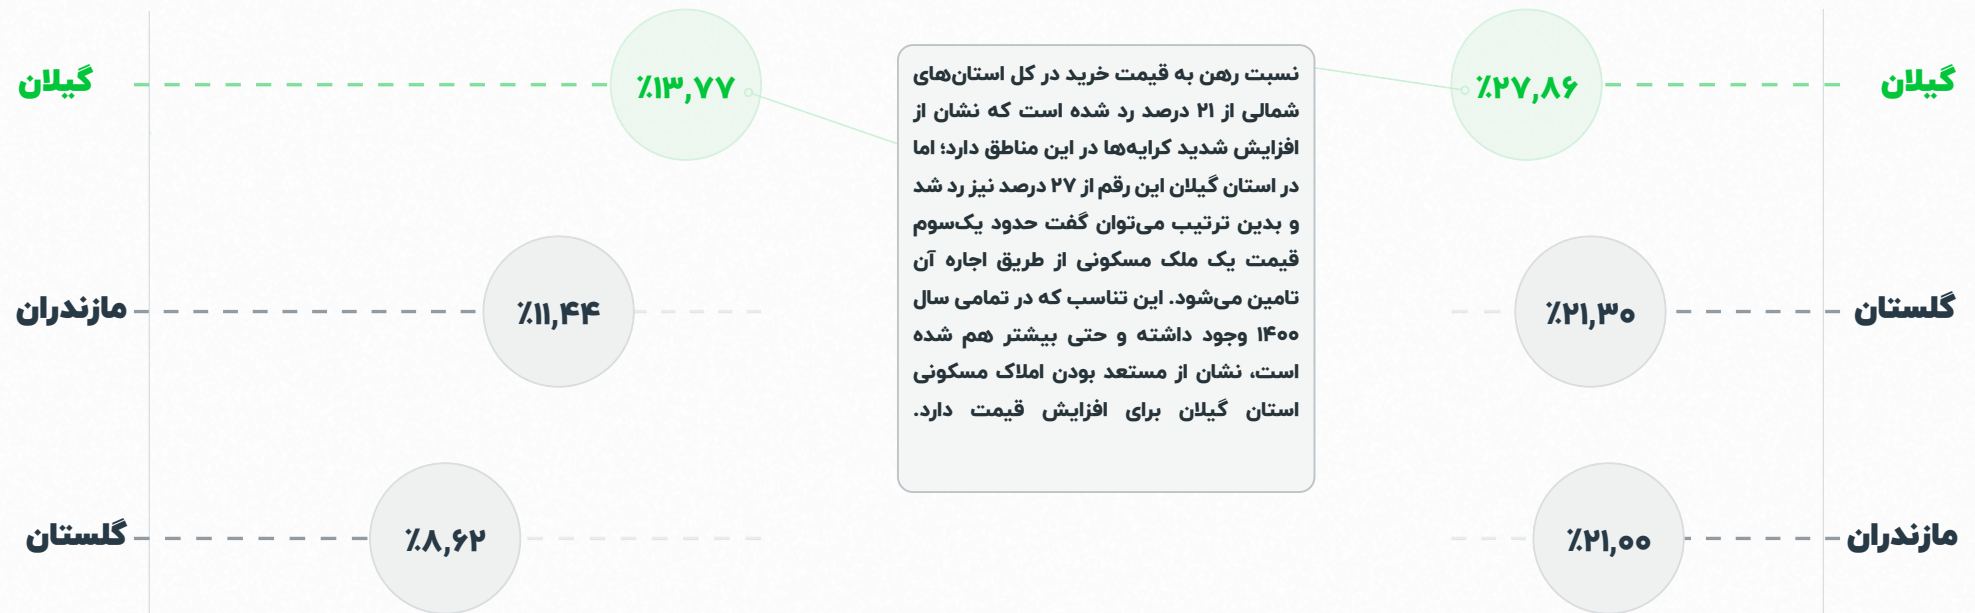 گیلان
٪۲۷,۸۶
گلستان
٪۲۱,۳۰
مازندران
٪۲۱,۰۰
نسبت رهن به قیمت خرید در کل استان‌های
شمالی از ۲۱ درصد رد شده است که نشان از
افزایش شدید کرایه‌ها در این مناطق دارد؛ اما
در استان گیلان این رقم از ۲۷ درصد نیز رد شد
و بدین ترتیب می‌توان گفت حدود یک‌سوم
قیمت یک ملک مسکونی از طریق اجاره آن
تامین می‌شود. این تناسب که در تمامی سال
۱۴۰۰ وجود داشته و حتی بیشتر هم شده
است، نشان از مستعد بودن املاک مسکونی
استان گیلان برای افزایش قیمت دارد.
٪۱۳,۷۷
گیلان
٪۱۱,۴۴
مازندران
٪۸,۶۲
گلستان